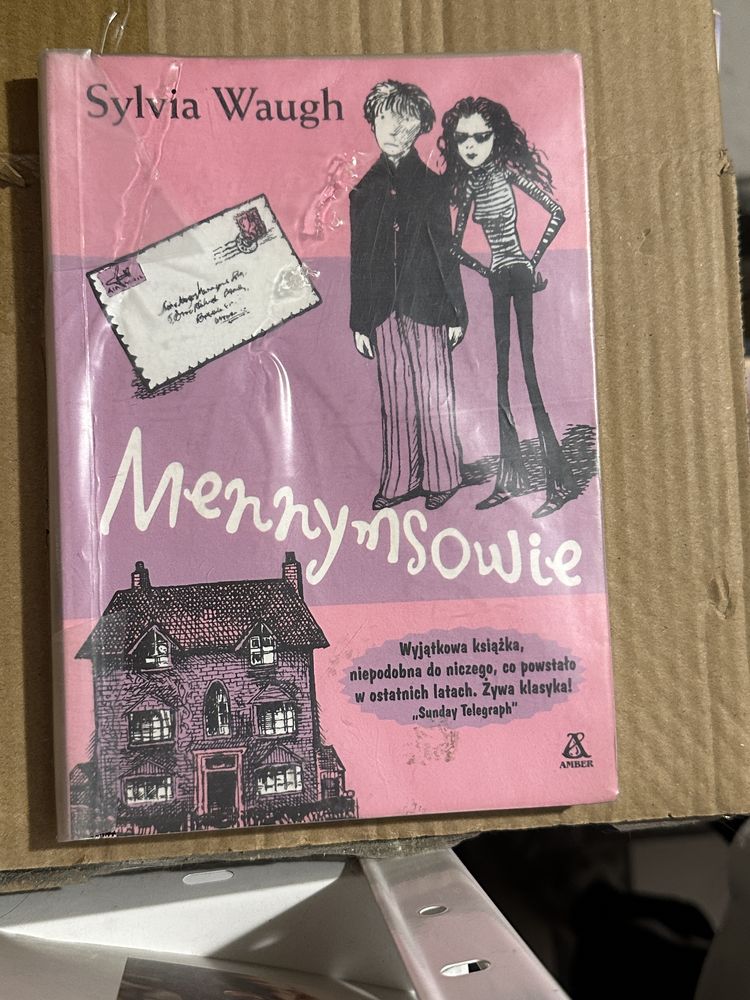 Sylvia Waugh
Mennymsowie
Wyjątkowa książka,
niepodobna do niczego, co powstało
w ostatnich latach. Żywa klasyka!
„Sunday Telegraph"
AMBER